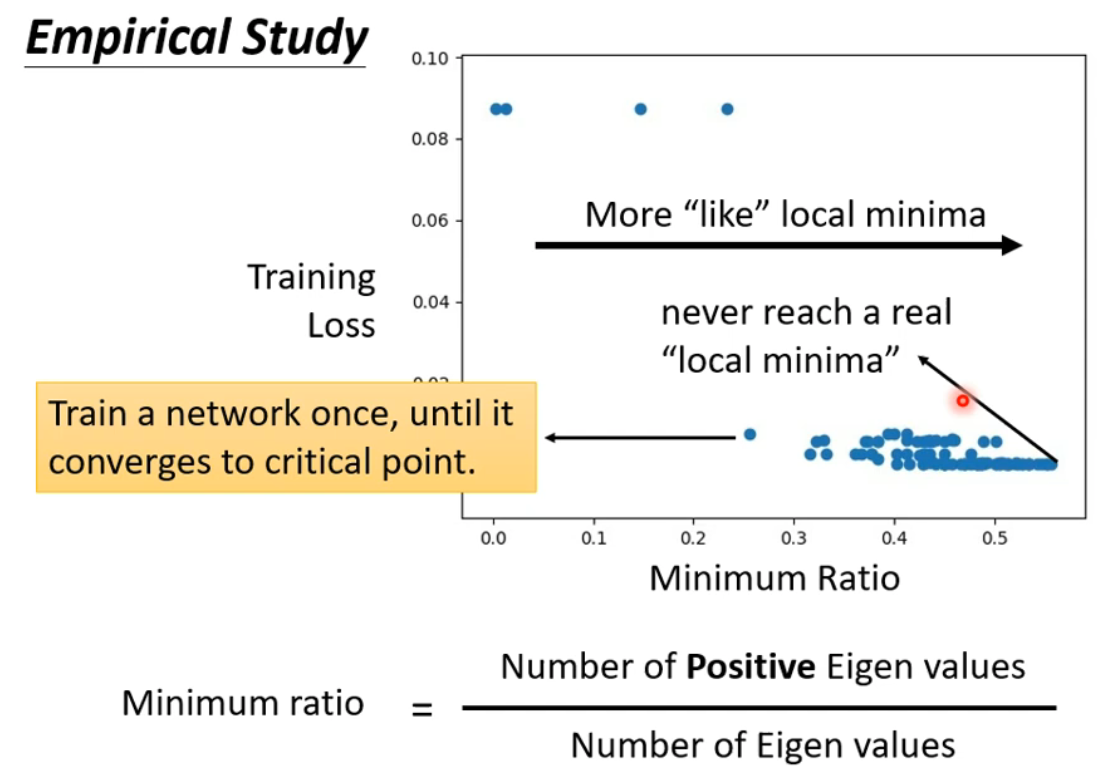 Empirical Study
0.10
0.08
0.06
0.04
More “like” local minima
Training
Loss
never reach a real
“local minima”
Train a network once, until it
converges to critical point.
0.0 0.1 0.2 0.3 0.4 0.5
Minimum Ratio
Minimum ratio = Number of Positive Eigen values
Number of Eigen values